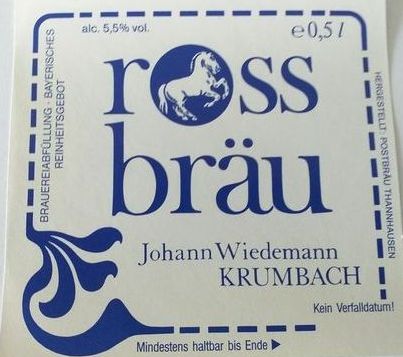 alc. 5,5% vol.
e 0,5 l
ross
bräu
Johann Wiedemann
KRUMBACH
Kein Verfalldatum!
Mindestens haltbar bis Ende ▶
BRAUEREIABFÜLLUNG · BAYERISCHES
REINHEITSGEBOT
HERGESTELLT: POSTBRÄU THANNHAUSEN